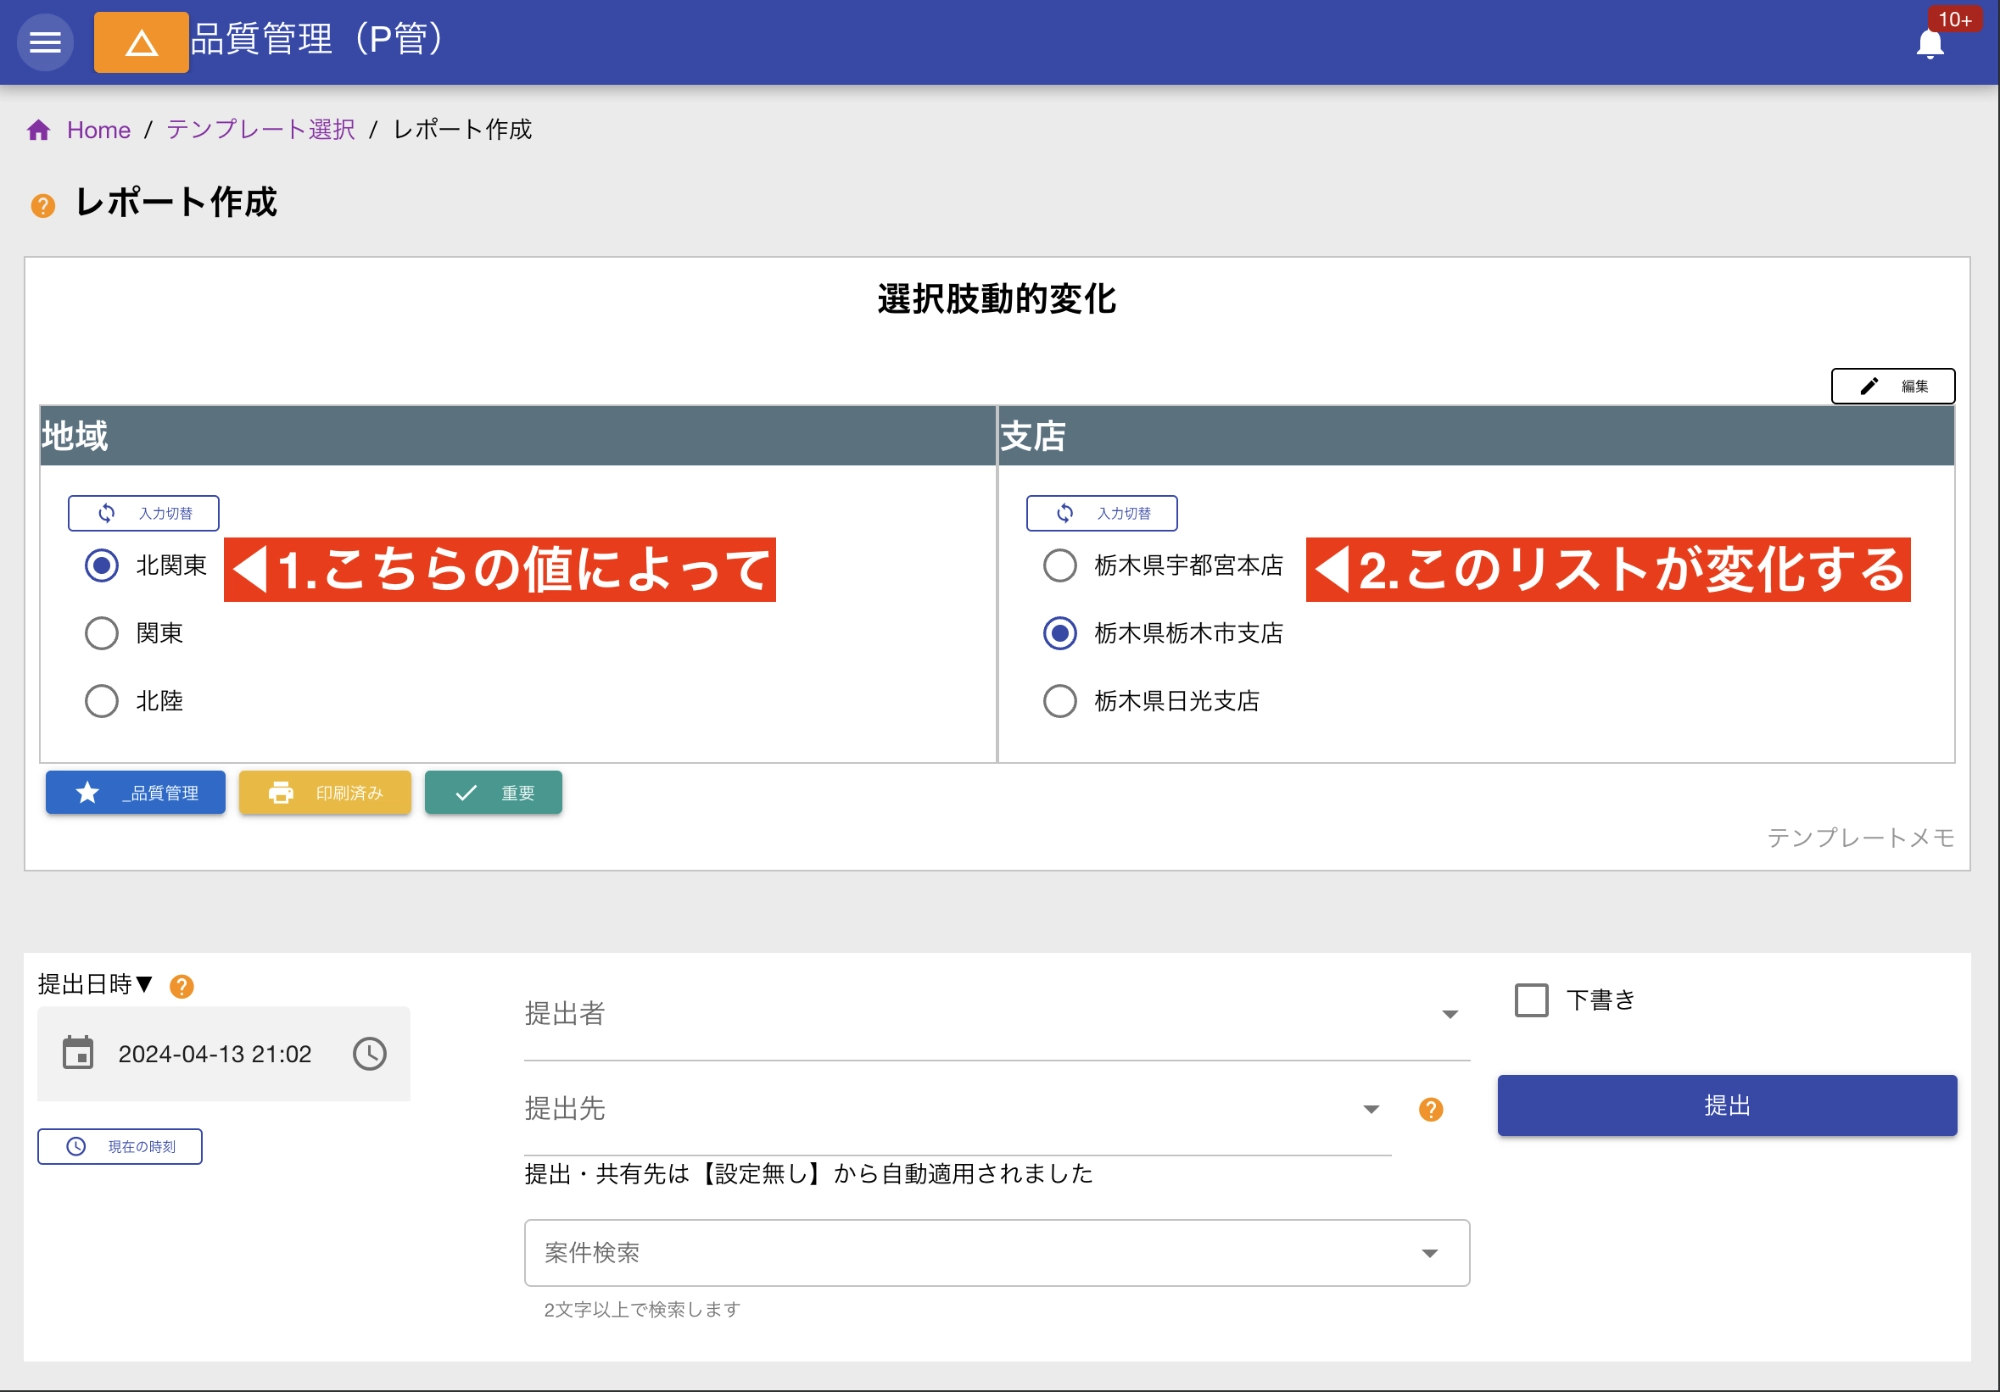 品質管理（P管）
10+
Home / テンプレート選択 / レポート作成
? レポート作成
選択肢動的変化
編集
地域
支店
入力切替
入力切替
北関東
◀1.こちらの値によって
栃木県宇都宮本店
◀2.このリストが変化する
関東
栃木県栃木市支店
北陸
栃木県日光支店
_品質管理
印刷済み
重要
テンプレートメモ
提出日時▼ ?
2024-04-13 21:02
現在の時刻
提出者
提出先
?
提出・共有先は【設定無し】から自動適用されました
案件検索
2文字以上で検索します
下書き
提出